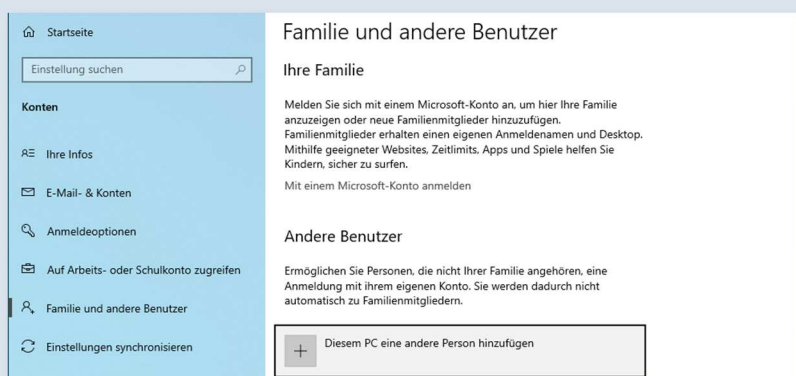 Startseite
Einstellung suchen
Konten
Ihre Infos
E-Mail- & Konten
Anmeldeoptionen
Auf Arbeits- oder Schulkonto zugreifen
Familie und andere Benutzer
Einstellungen synchronisieren
Familie und andere Benutzer
Ihre Familie
Melden Sie sich mit einem Microsoft-Konto an, um hier Ihre Familie
anzuzeigen oder neue Familienmitglieder hinzuzufügen.
Familienmitglieder erhalten einen eigenen Anmeldenamen und Desktop.
Mithilfe geeigneter Websites, Zeitlimits, Apps und Spiele helfen Sie
Kindern, sicher zu surfen.
Mit einem Microsoft-Konto anmelden
Andere Benutzer
Ermöglichen Sie Personen, die nicht Ihrer Familie angehören, eine
Anmeldung mit ihrem eigenen Konto. Sie werden dadurch nicht
automatisch zu Familienmitgliedern.
Diesem PC eine andere Person hinzufügen